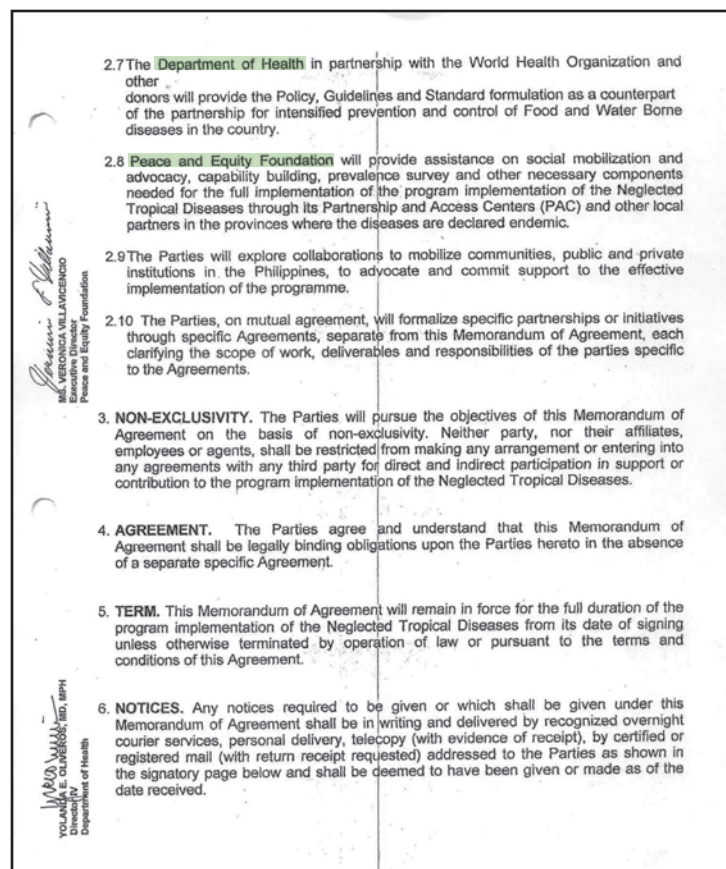 2.7 The Department of Health in partnership with the World Health Organization and
other
donors will provide the Policy, Guidelines and Standard formulation as a counterpart
of the partnership for intensified prevention and control of Food and Water Borne
diseases in the country.
2.8 Peace and Equity Foundation will provide assistance on social mobilization and
advocacy, capability building, prevalence survey and other necessary components
needed for the full implementation of the program implementation of the Neglected
Tropical Diseases through its Partnership and Access Centers (PAC) and other local
partners in the provinces where the diseases are declared endemic.
2.9 The Parties will explore collaborations to mobilize communities, public and private
institutions in the Philippines, to advocate and commit support to the effective
implementation of the programme.
2.10 The Parties, on mutual agreement, will formalize specific partnerships or initiatives
through specific Agreements, separate from this Memorandum of Agreement, each
clarifying the scope of work, deliverables and responsibilities of the parties specific
to the Agreements.
MS. VERONICA VILLAVICENCIO
Executive Director
Peace and Equity Foundation
3. NON-EXCLUSIVITY. The Parties will pursue the objectives of this Memorandum of
Agreement on the basis of non-exclusivity. Neither party, nor their affiliates,
employees or agents, shall be restricted from making any arrangement or entering into
any agreements with any third party for direct and indirect participation in support or
contribution to the program implementation of the Neglected Tropical Diseases.
4. AGREEMENT. The Parties agree and understand that this Memorandum of
Agreement shall be legally binding obligations upon the Parties hereto in the absence
of a separate specific Agreement.
5. TERM. This Memorandum of Agreement will remain in force for the full duration of the
program implementation of the Neglected Tropical Diseases from its date of signing
unless otherwise terminated by operation of law or pursuant to the terms and
conditions of this Agreement.
6. NOTICES. Any notices required to be given or which shall be given under this
Memorandum of Agreement shall be in writing and delivered by recognized overnight
courier services, personal delivery, telecopy (with evidence of receipt), by certified or
registered mail (with return receipt requested) addressed to the Parties as shown in
the signatory page below and shall be deemed to have been given or made as of the
date received.
YOLANDA E. OLIVEROS, MD, MPH
Director IV
Department of Health